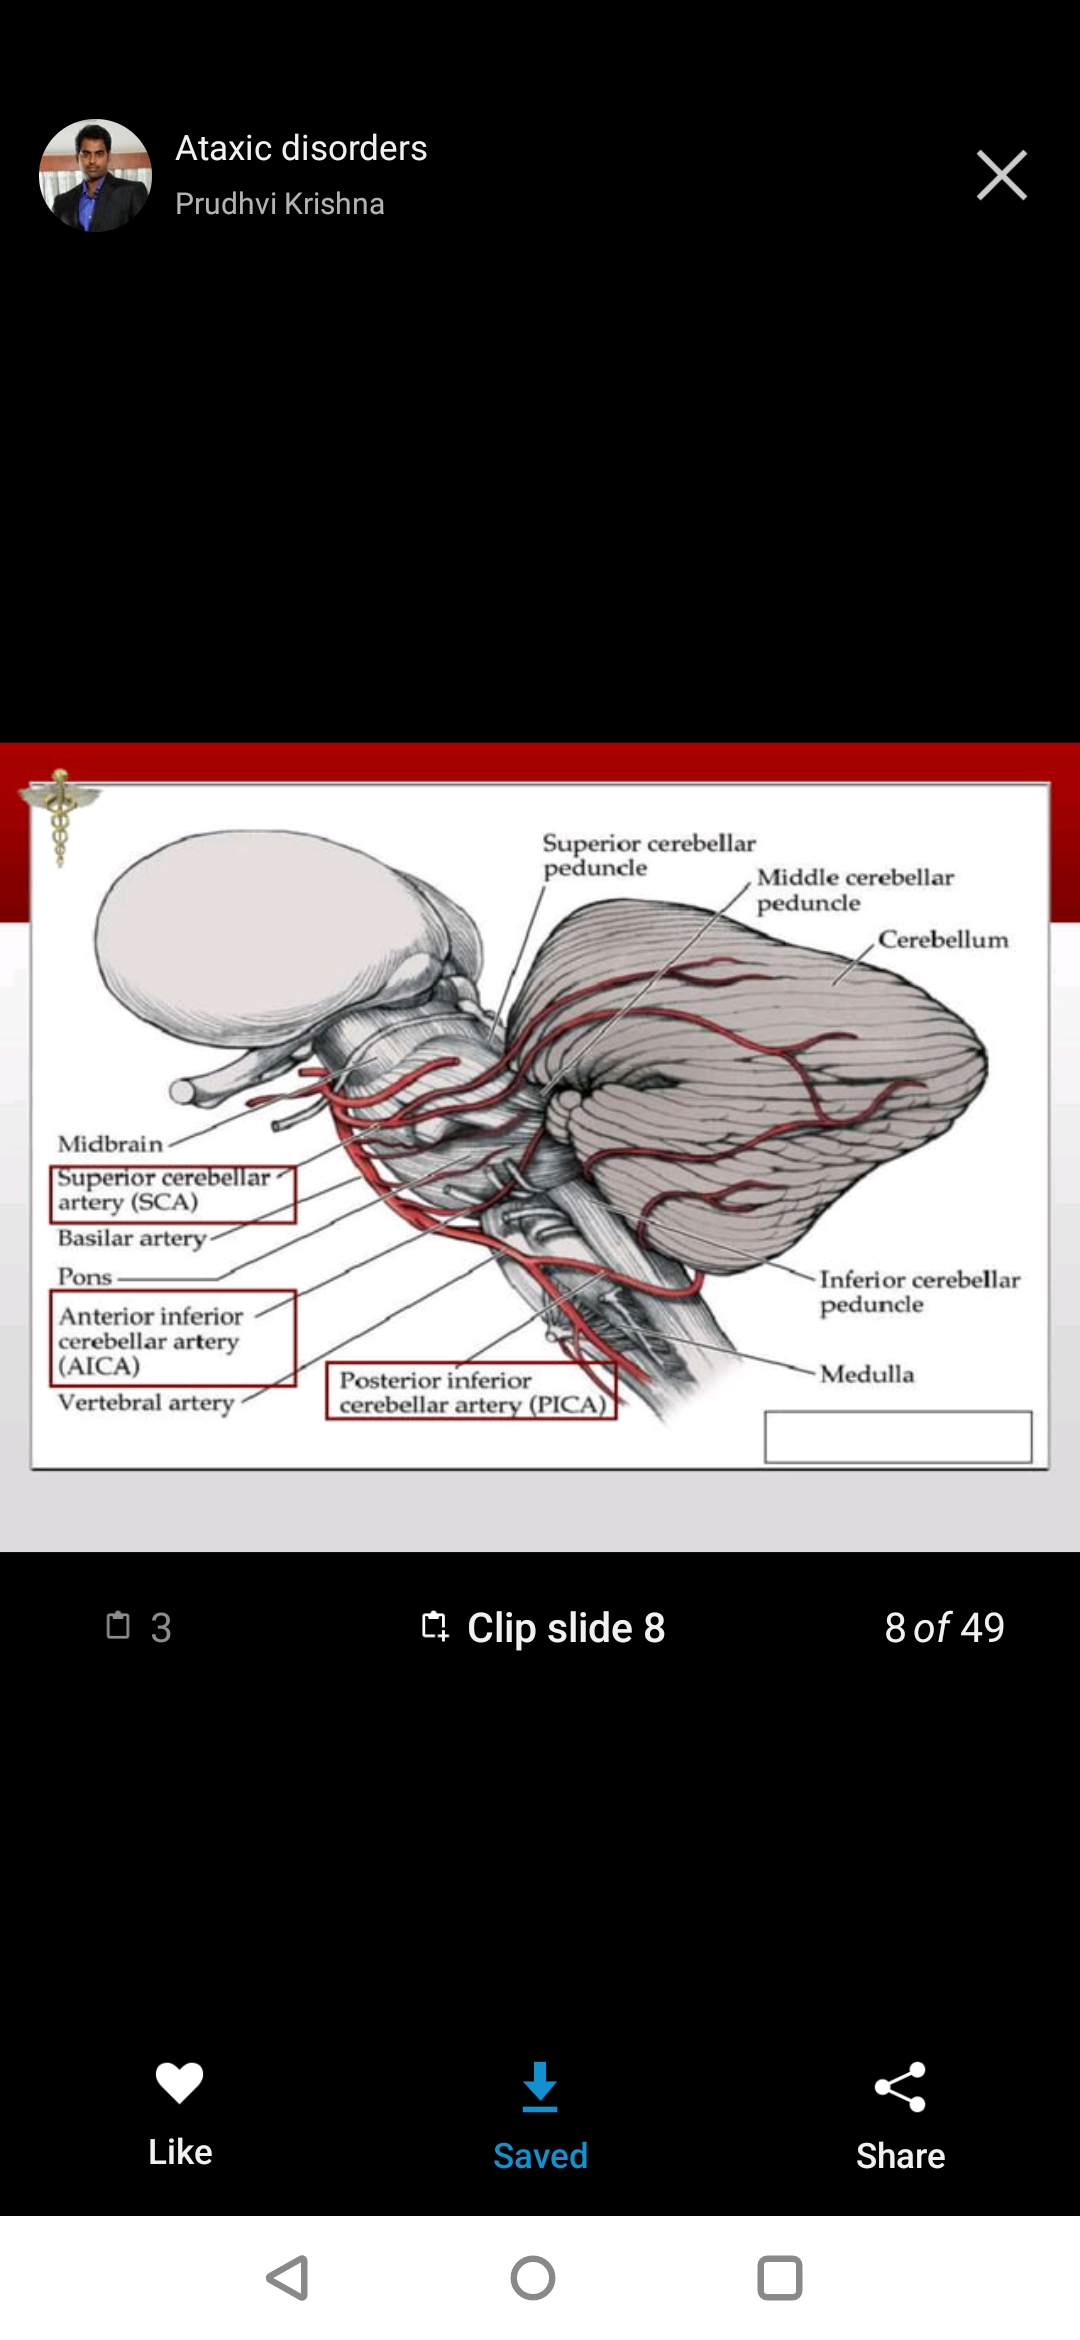 Ataxic disorders
Prudhvi Krishna
Superior cerebellar
peduncle
Middle cerebellar
peduncle
Cerebellum
Midbrain
Superior cerebellar
artery (SCA)
Basilar artery
Pons
Anterior inferior
cerebellar artery
(AICA)
Vertebral artery
Posterior inferior
cerebellar artery (PICA)
Inferior cerebellar
peduncle
Medulla
3
Clip slide 8
8 of 49
Like
Saved
Share